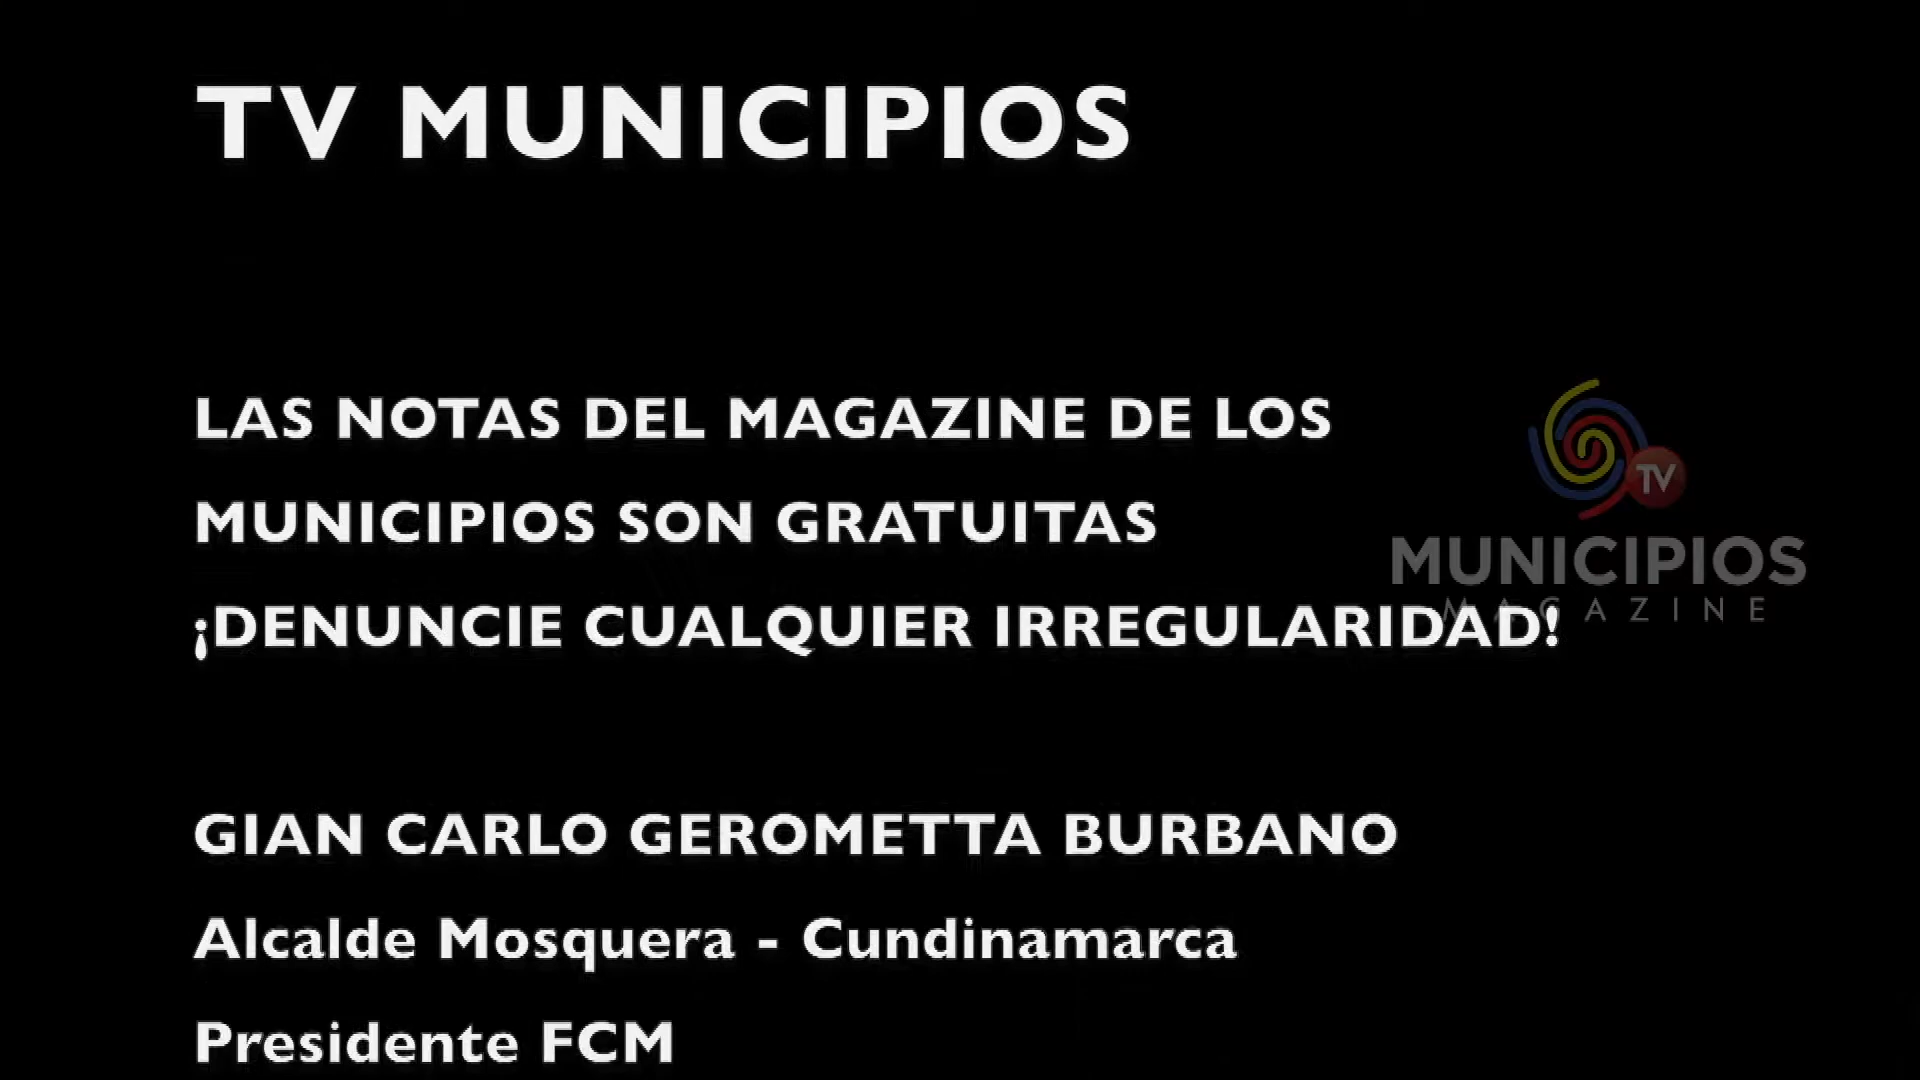 TV MUNICIPIOS
LAS NOTAS DEL MAGAZINE DE LOS
MUNICIPIOS SON GRATUITAS
¡DENUNCIE CUALQUIER IRREGULARIDAD!
GIAN CARLO GEROMETTA BURBANO
Alcalde Mosquera - Cundinamarca
Presidente FCM
TV
MUNICIPIOS
MAGAZINE